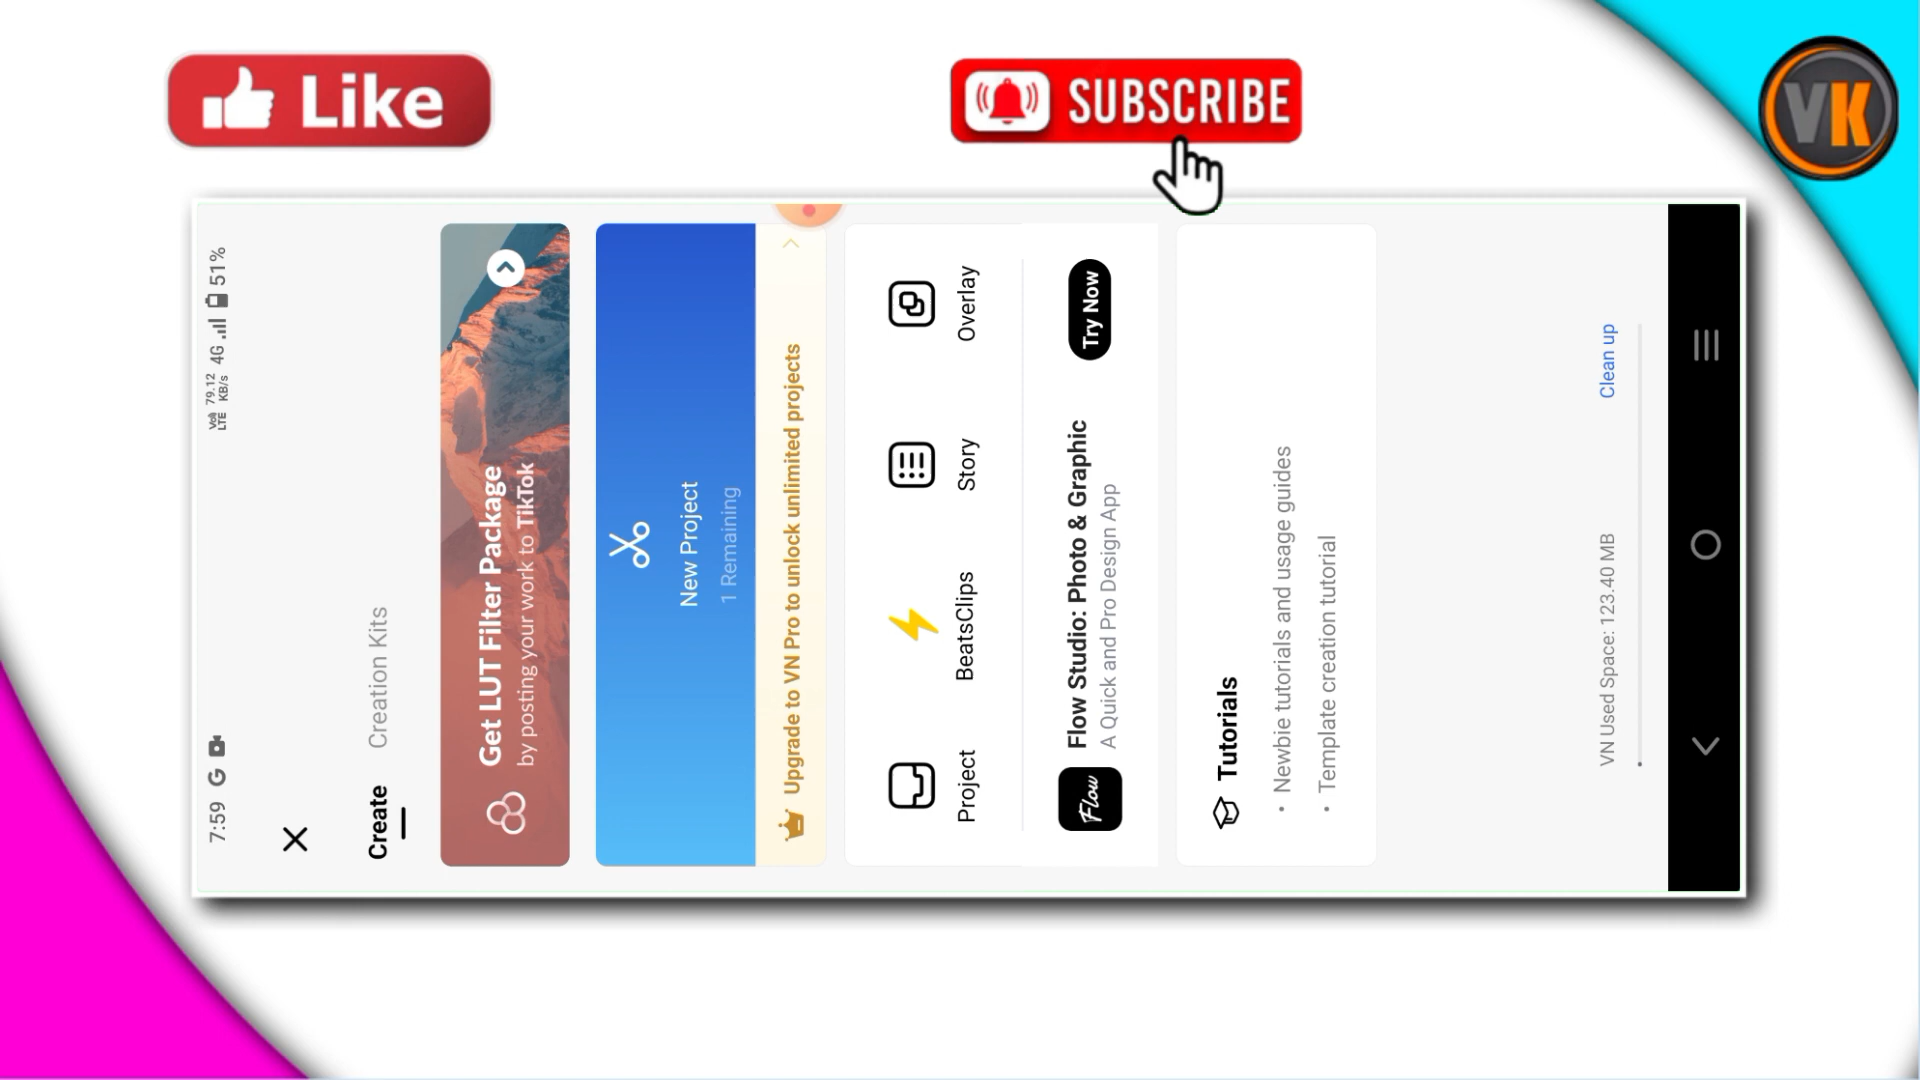 Like
SUBSCRIBE
VK
7:59 G
Vo)) LTE 79.12 KB/s 4G 51%
Create Creation Kits
Get LUT Filter Package
by posting your work to TikTok
New Project
1 Remaining
Upgrade to VN Pro to unlock unlimited projects
Project BeatsClips Story Overlay
Flow
Flow Studio: Photo & Graphic
A Quick and Pro Design App
Try Now
Tutorials
• Newbie tutorials and usage guides
• Template creation tutorial
VN Used Space: 123.40 MB Clean up